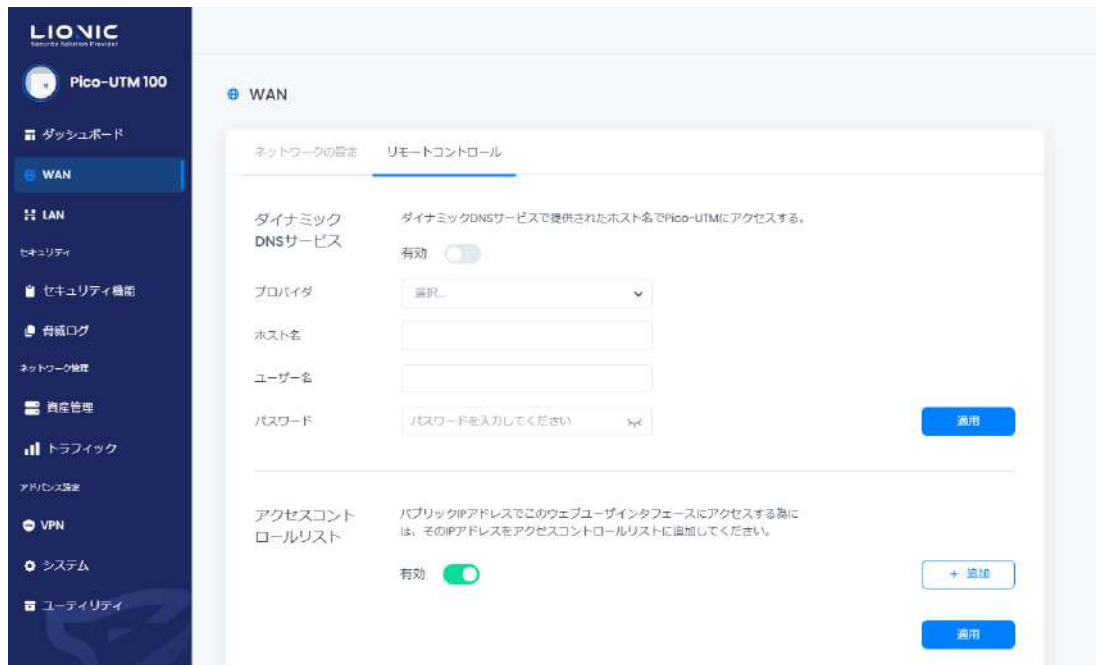 LIONIC
Security Solution Provider
Pico-UTM 100
ダッシュボード
WAN
LAN
セキュリティ
セキュリティ機能
脅威ログ
ネットワーク管理
資産管理
トラフィック
アドバンス設定
VPN
システム
ユーティリティ
WAN
ネットワークの設定 リモートコントロール
ダイナミック
DNSサービス
ダイナミックDNSサービスで提供されたホスト名でPico-UTMにアクセスする。
有効
プロバイダ 選択...
ホスト名
ユーザー名
パスワード パスワードを入力してください 適用
アクセスコント
ロールリスト
パブリックIPアドレスでこのウェブユーザインタフェースにアクセスする為に
は、そのIPアドレスをアクセスコントロールリストに追加してください。
有効 + 追加
適用